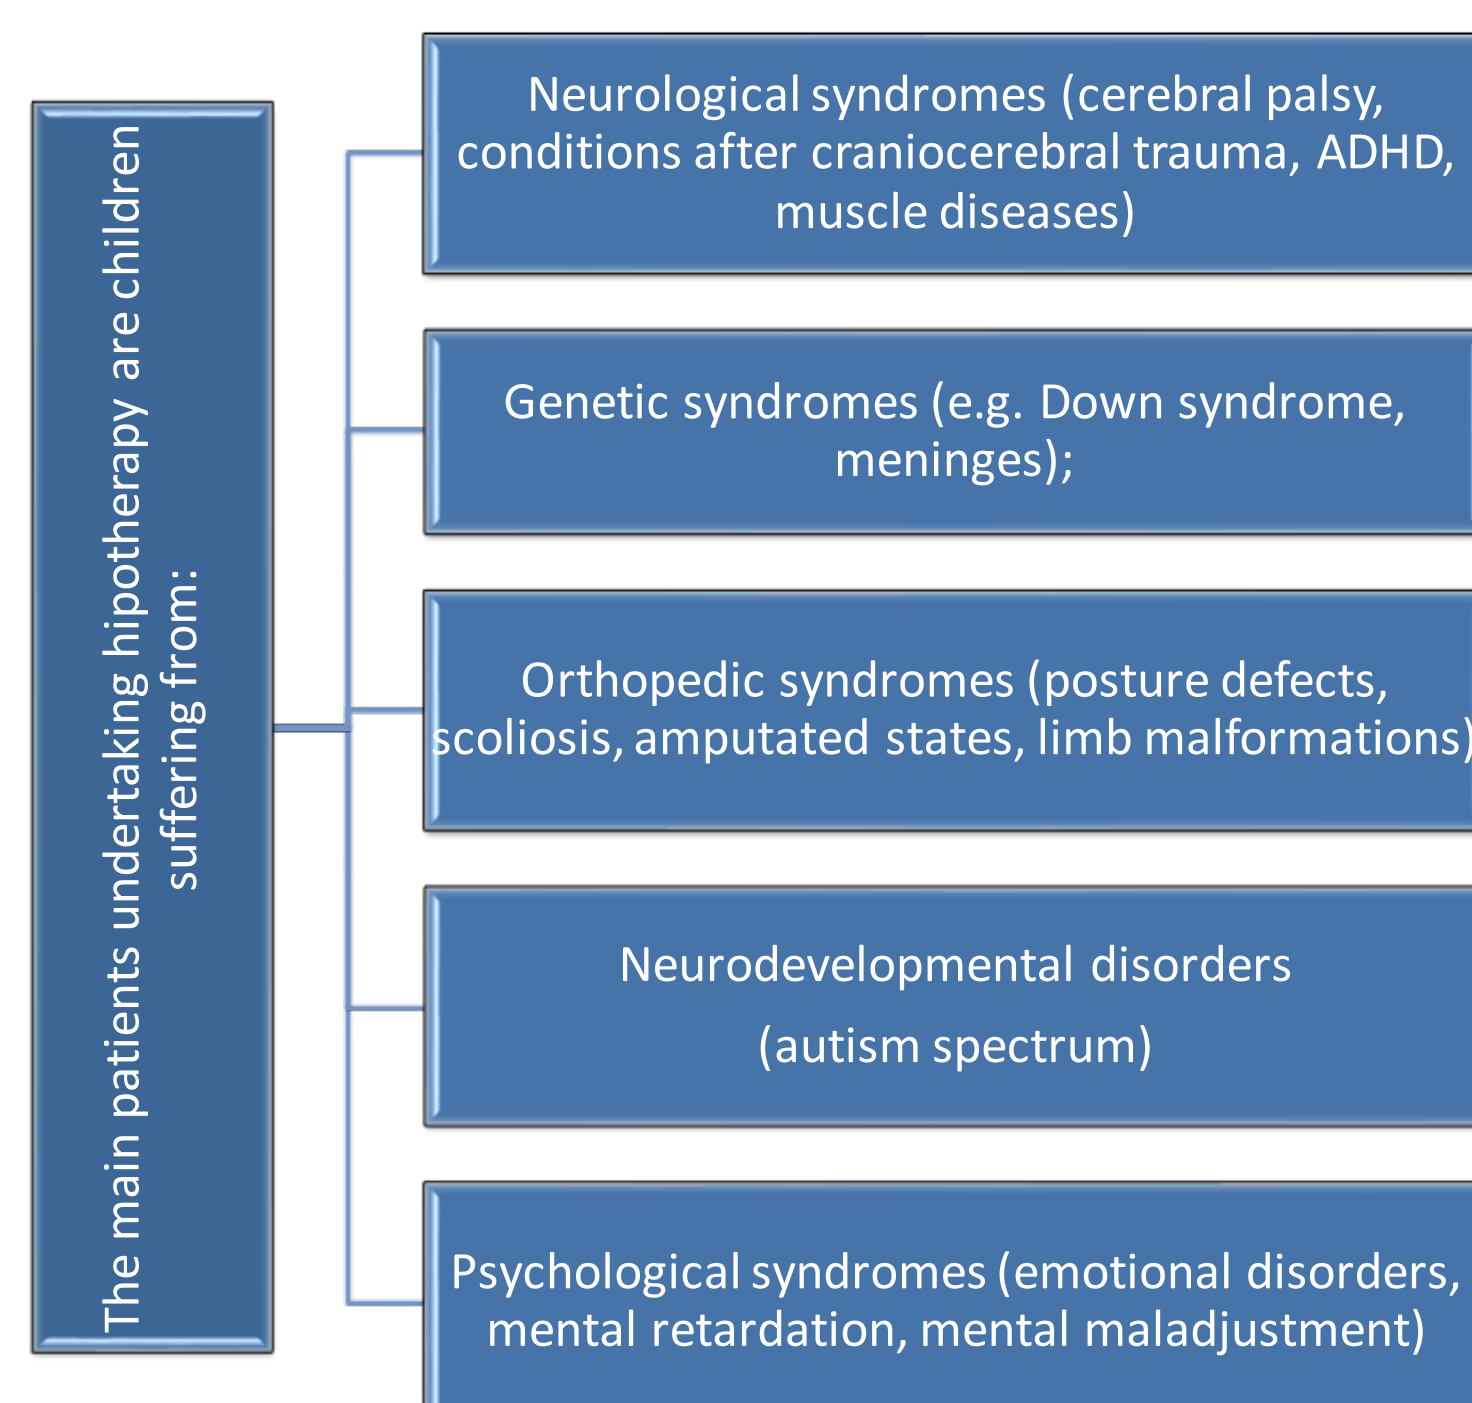 The main patients undertaking hipotherapy are children
suffering from:
Neurological syndromes (cerebral palsy,
conditions after craniocerebral trauma, ADHD,
muscle diseases)
Genetic syndromes (e.g. Down syndrome,
meninges);
Orthopedic syndromes (posture defects,
scoliosis, amputated states, limb malformations)
Neurodevelopmental disorders
(autism spectrum)
Psychological syndromes (emotional disorders,
mental retardation, mental maladjustment)